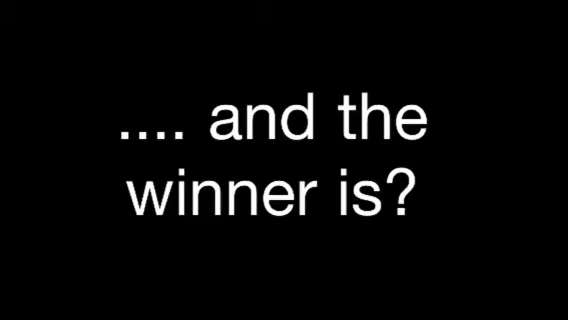 .... and the
winner is?